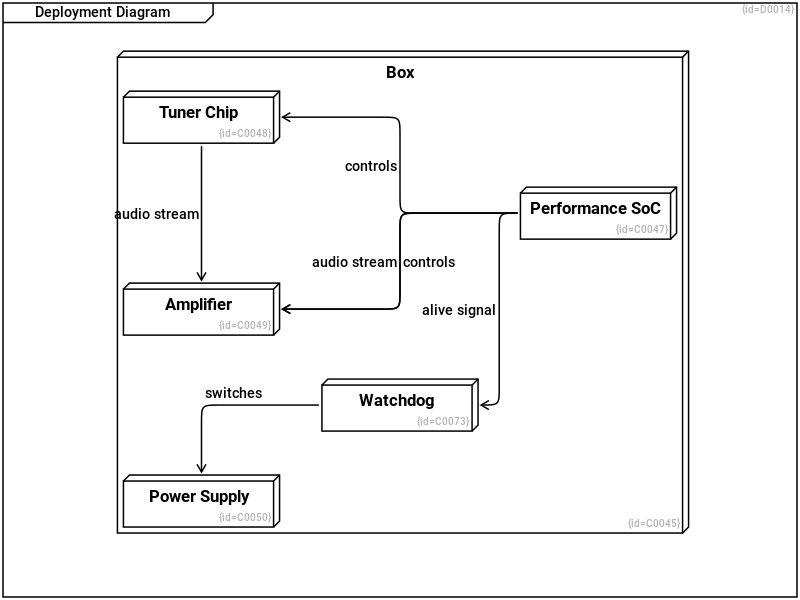 Deployment Diagram
{id=D0014}
Box
Tuner Chip
{id=C0048}
controls
Performance SoC
{id=C0047}
audio stream
audio stream
controls
Amplifier
{id=C0049}
alive signal
switches
Watchdog
{id=C0073}
Power Supply
{id=C0050}
{id=C0045}